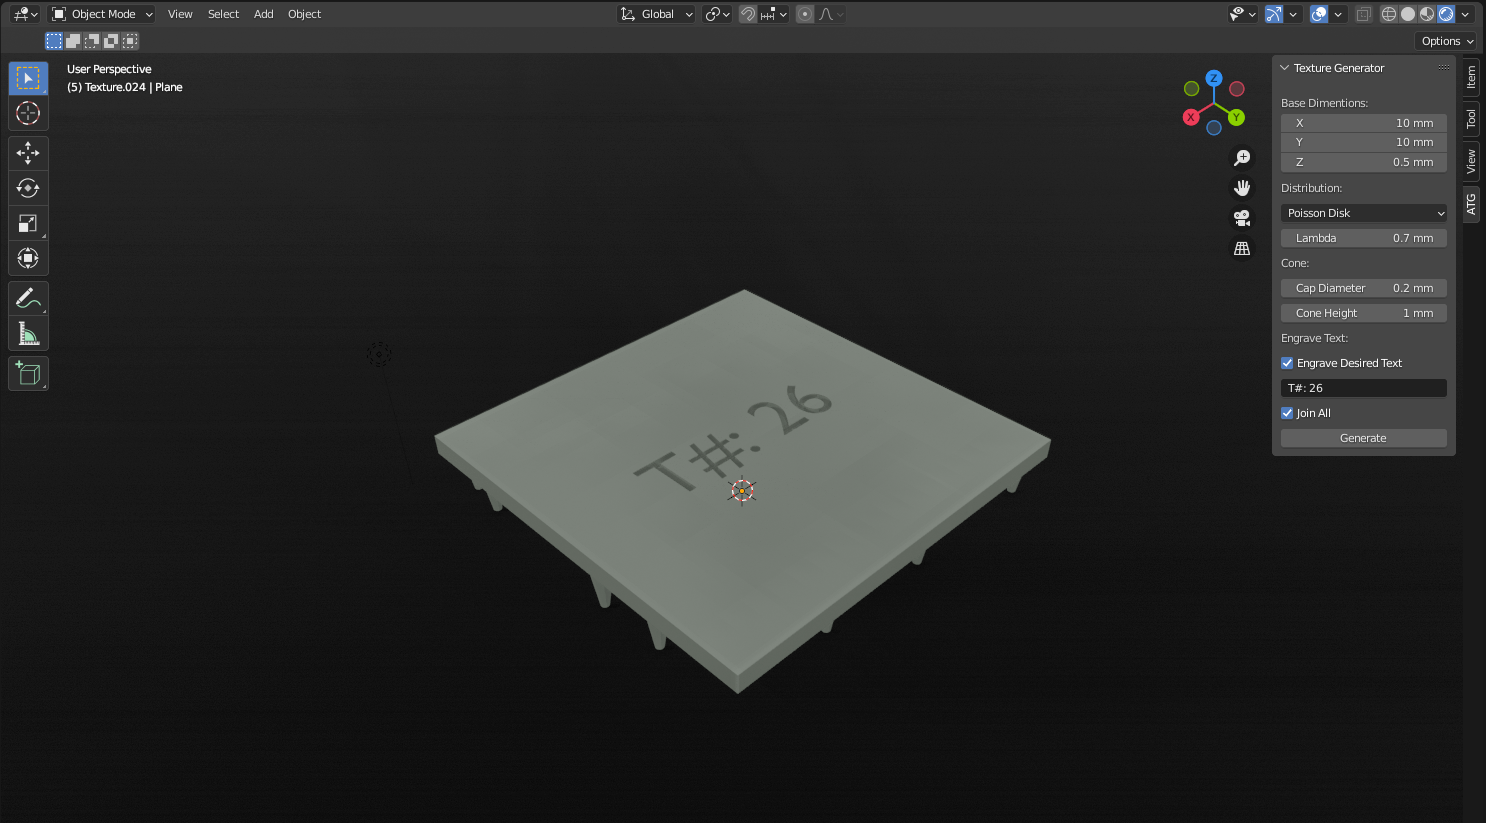 Object Mode View Select Add Object Global
Options
User Perspective
(5) Texture.024 | Plane
Z
X
Y
Texture Generator
Base Dimentions:
X 10 mm
Y 10 mm
Z 0.5 mm
Distribution:
Poisson Disk
Lambda 0.7 mm
Cone:
Cap Diameter 0.2 mm
Cone Height 1 mm
Engrave Text:
Engrave Desired Text
T#: 26
Join All
Generate
Item
Tool
View
ATG
T#: 26